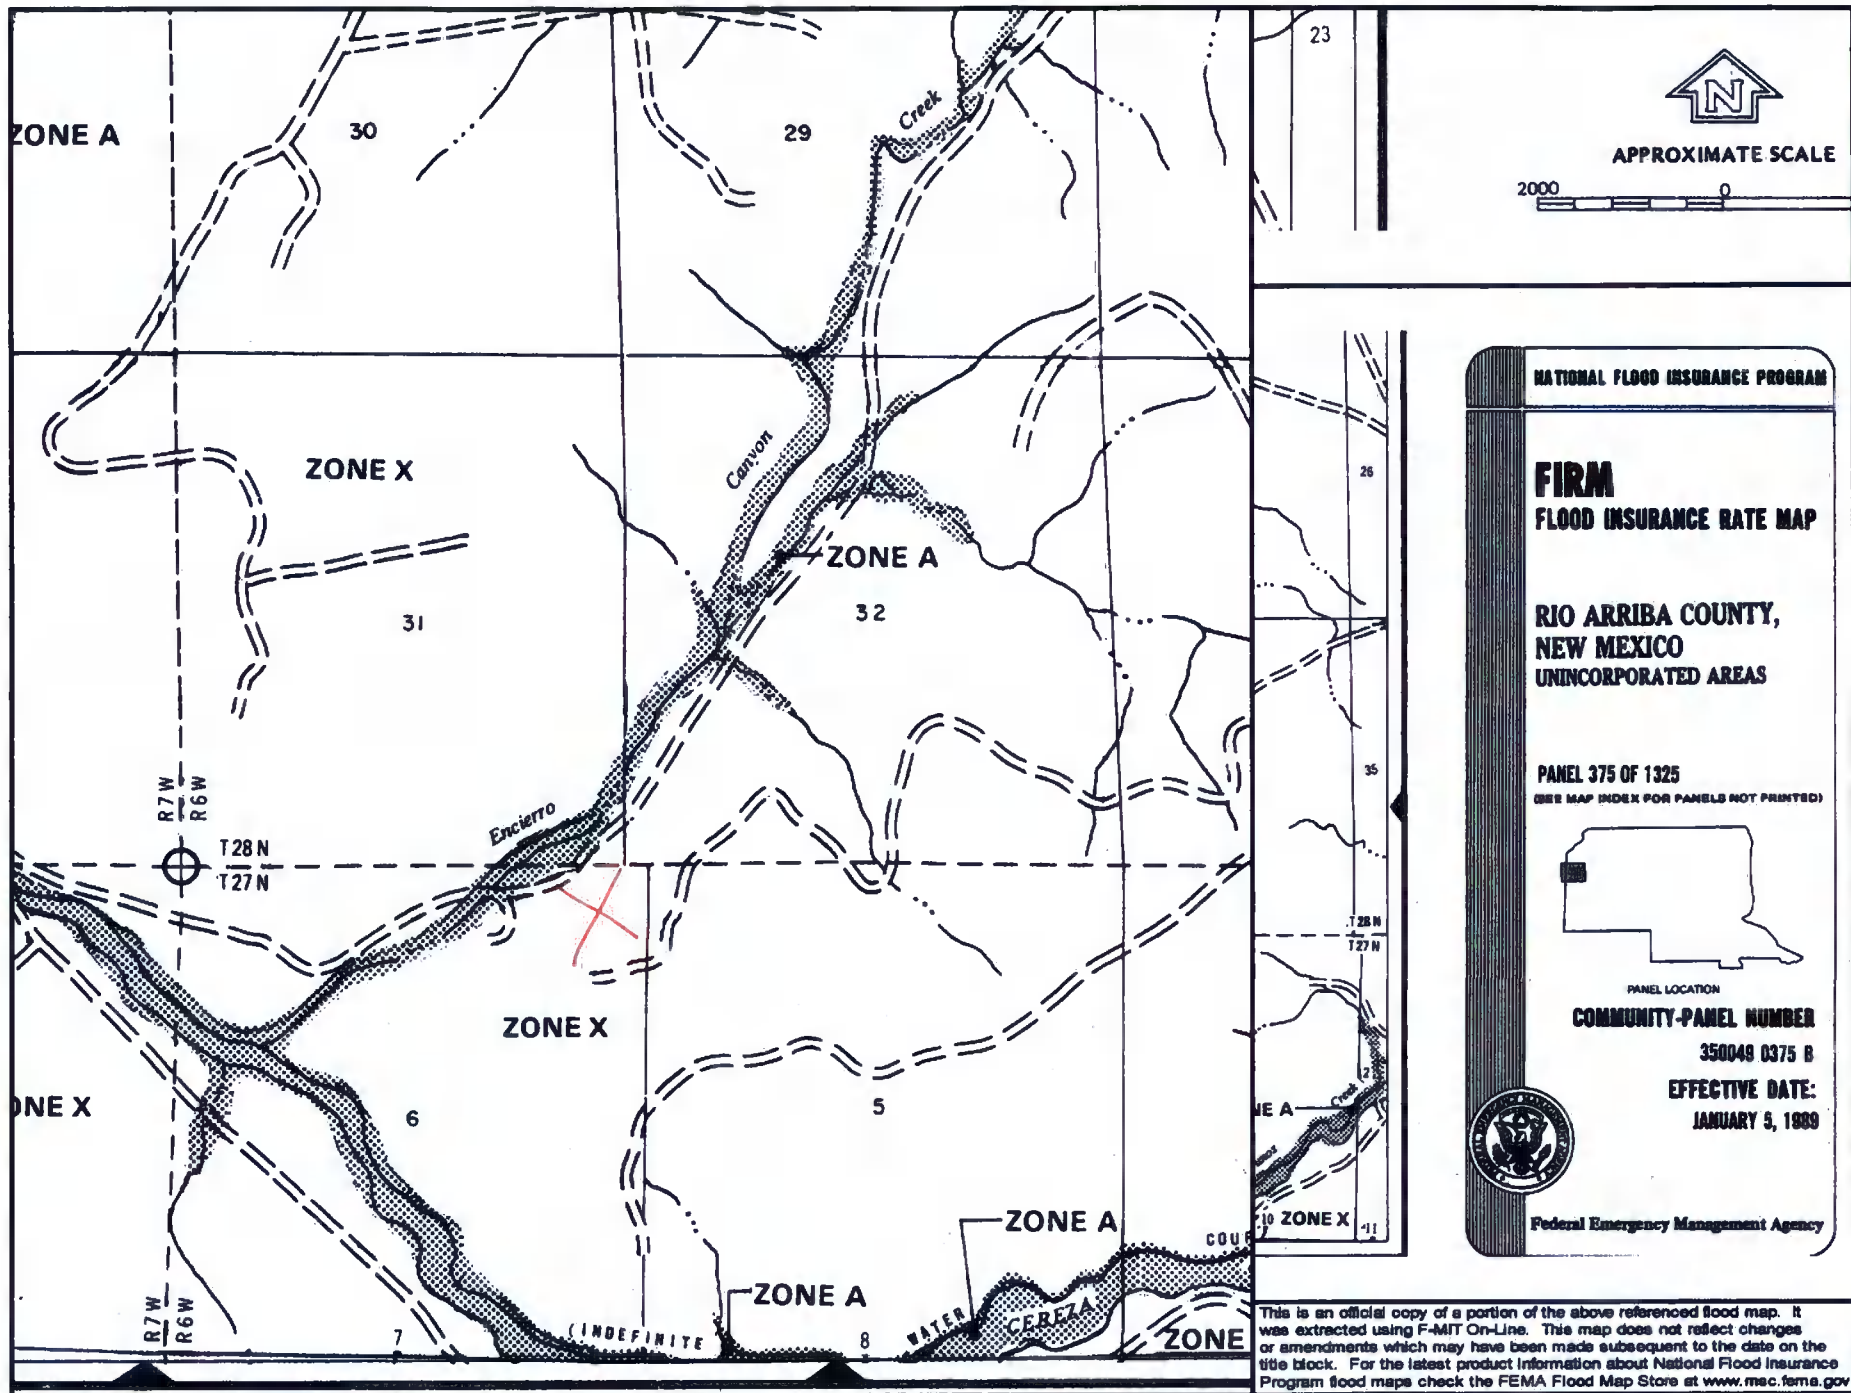 ZONE A
30
29
Creek
ZONE X
Canyon
ZONE A
31
32
R7W
R6W
Encierro
T28N
T27N
ZONE X
ONE X
6
5
ZONE A
ZONE A
R7W
R6W
7
(INDEFINITE
8
WATER
CEREZA
COUR
ZONE
23
26
35
T28N
T27N
2
NE A
Creek
10
ZONE X
11
N
APPROXIMATE SCALE
2000 0
NATIONAL FLOOD INSURANCE PROGRAM
FIRM
FLOOD INSURANCE RATE MAP
RIO ARRIBA COUNTY,
NEW MEXICO
UNINCORPORATED AREAS
PANEL 375 OF 1325
(SEE MAP INDEX FOR PANELS NOT PRINTED)
PANEL LOCATION
COMMUNITY-PANEL NUMBER
350049 0375 B
EFFECTIVE DATE:
JANUARY 5, 1989
Federal Emergency Management Agency
This is an official copy of a portion of the above referenced flood map. It
was extracted using F-MIT On-Line. This map does not reflect changes
or amendments which may have been made subsequent to the date on the
title block. For the latest product information about National Flood Insurance
Program flood maps check the FEMA Flood Map Store at www.msc.fema.gov